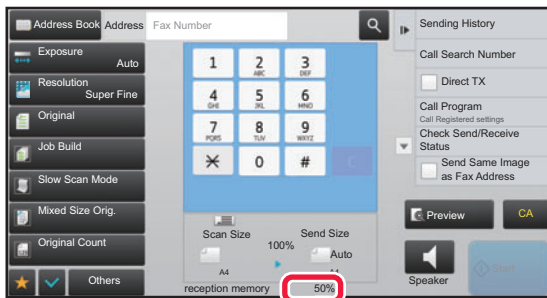 Address Book
Address
Fax Number
Sending History
Exposure
Auto
Call Search Number
Resolution
Super Fine
Direct TX
Original
Call Program
Call Registered settings
Job Build
Check Send/Receive
Status
Slow Scan Mode
Send Same Image
as Fax Address
Mixed Size Orig.
Original Count
Others
1
2
ABC
3
DEF
4
GHI
5
JKL
6
MNO
7
PQRS
8
TUV
9
WXYZ
0
#
C
Scan Size
100%
Send Size
Auto
A4
A4
reception memory
50%
Preview
CA
Speaker
Start